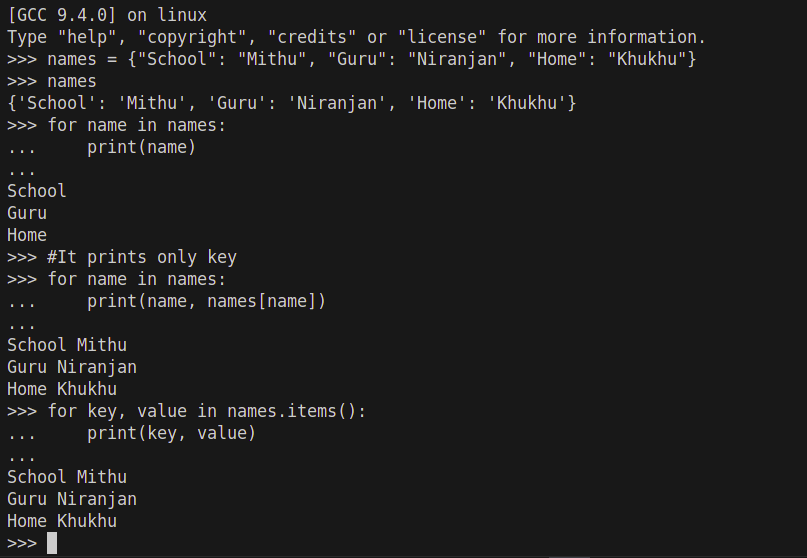 [GCC 9.4.0] on linux
Type "help", "copyright", "credits" or "license" for more information.
>>> names = {"School": "Mithu", "Guru": "Niranjan", "Home": "Khukhu"}
>>> names
{'School': 'Mithu', 'Guru': 'Niranjan', 'Home': 'Khukhu'}
>>> for name in names:
...     print(name)
...
School
Guru
Home
>>> #It prints only key
>>> for name in names:
...     print(name, names[name])
...
School Mithu
Guru Niranjan
Home Khukhu
>>> for key, value in names.items():
...     print(key, value)
...
School Mithu
Guru Niranjan
Home Khukhu
>>>